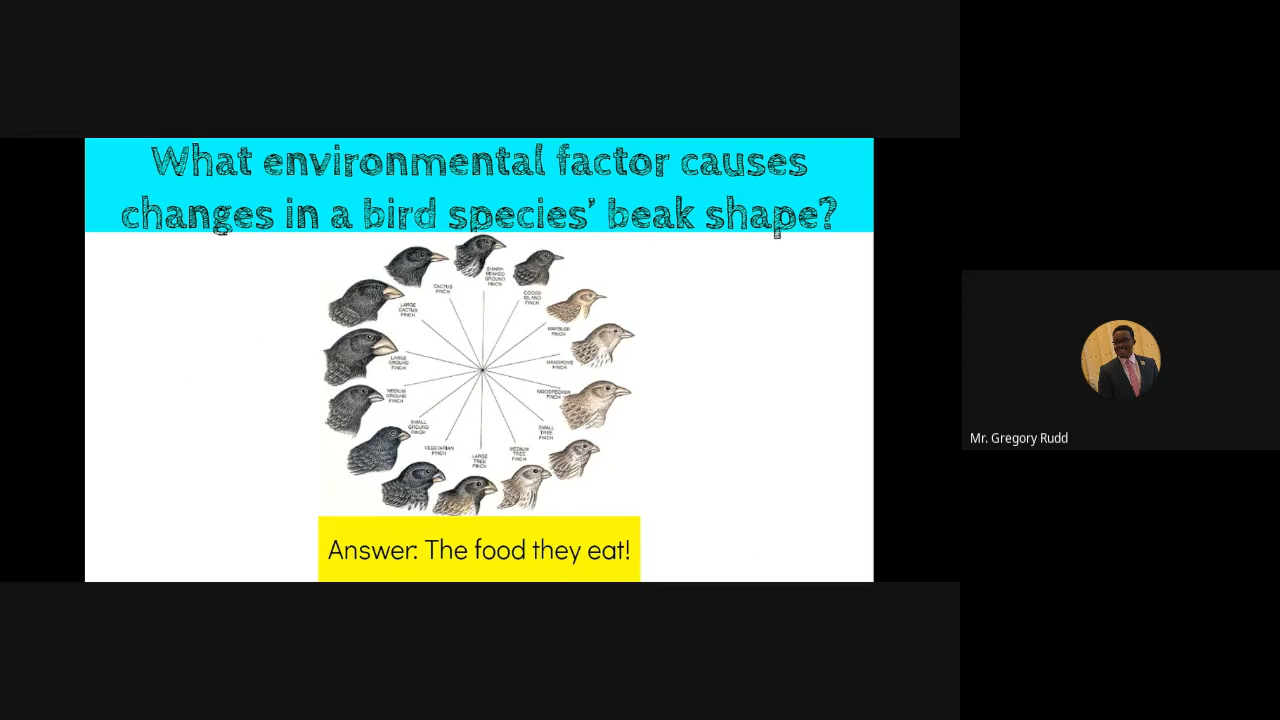 What environmental factor causes
changes in a bird species' beak shape?
SHARP-
BEAKED
GROUND
FINCH
CACTUS
FINCH
COCOS
ISLAND
FINCH
LARGE
CACTUS
FINCH
WARBLER
FINCH
LARGE
GROUND
FINCH
MANGROVE
FINCH
MEDIUM
GROUND
FINCH
WOODPECKER
FINCH
SMALL
GROUND
FINCH
SMALL
TREE
FINCH
VEGETARIAN
FINCH
LARGE
TREE
FINCH
MEDIUM
TREE
FINCH
Answer: The food they eat!
Mr. Gregory Rudd